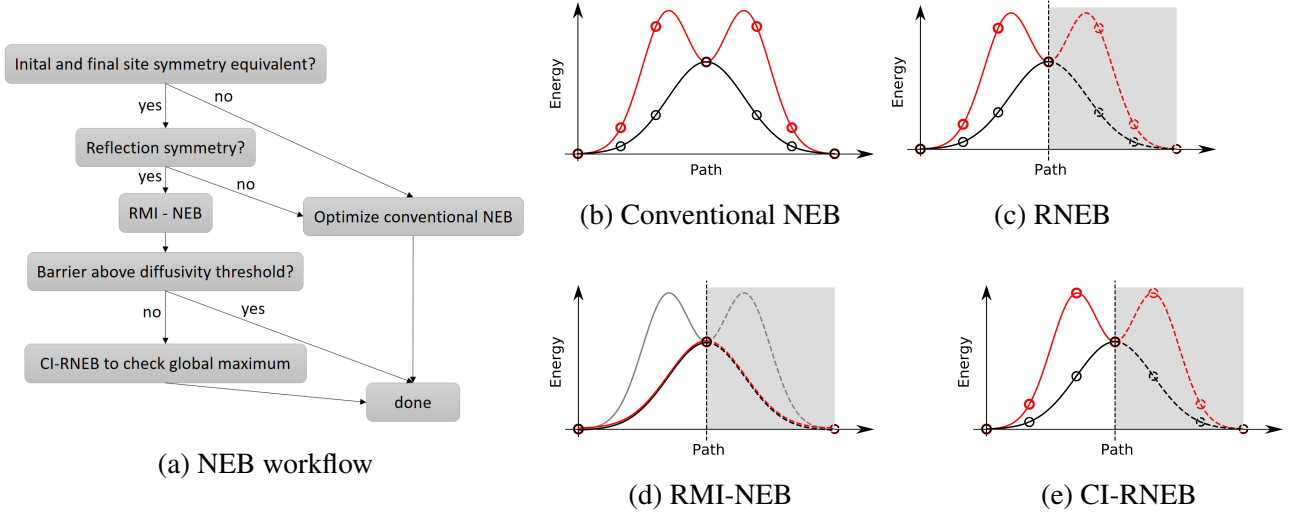 Inital and final site symmetry equivalent?
yes
no
Reflection symmetry?
yes
no
RMI - NEB
Optimize conventional NEB
Barrier above diffusivity threshold?
no
yes
CI-RNEB to check global maximum
done
(a) NEB workflow
Energy
Path
(b) Conventional NEB
Energy
Path
(c) RNEB
Energy
Path
(d) RMI-NEB
Energy
Path
(e) CI-RNEB